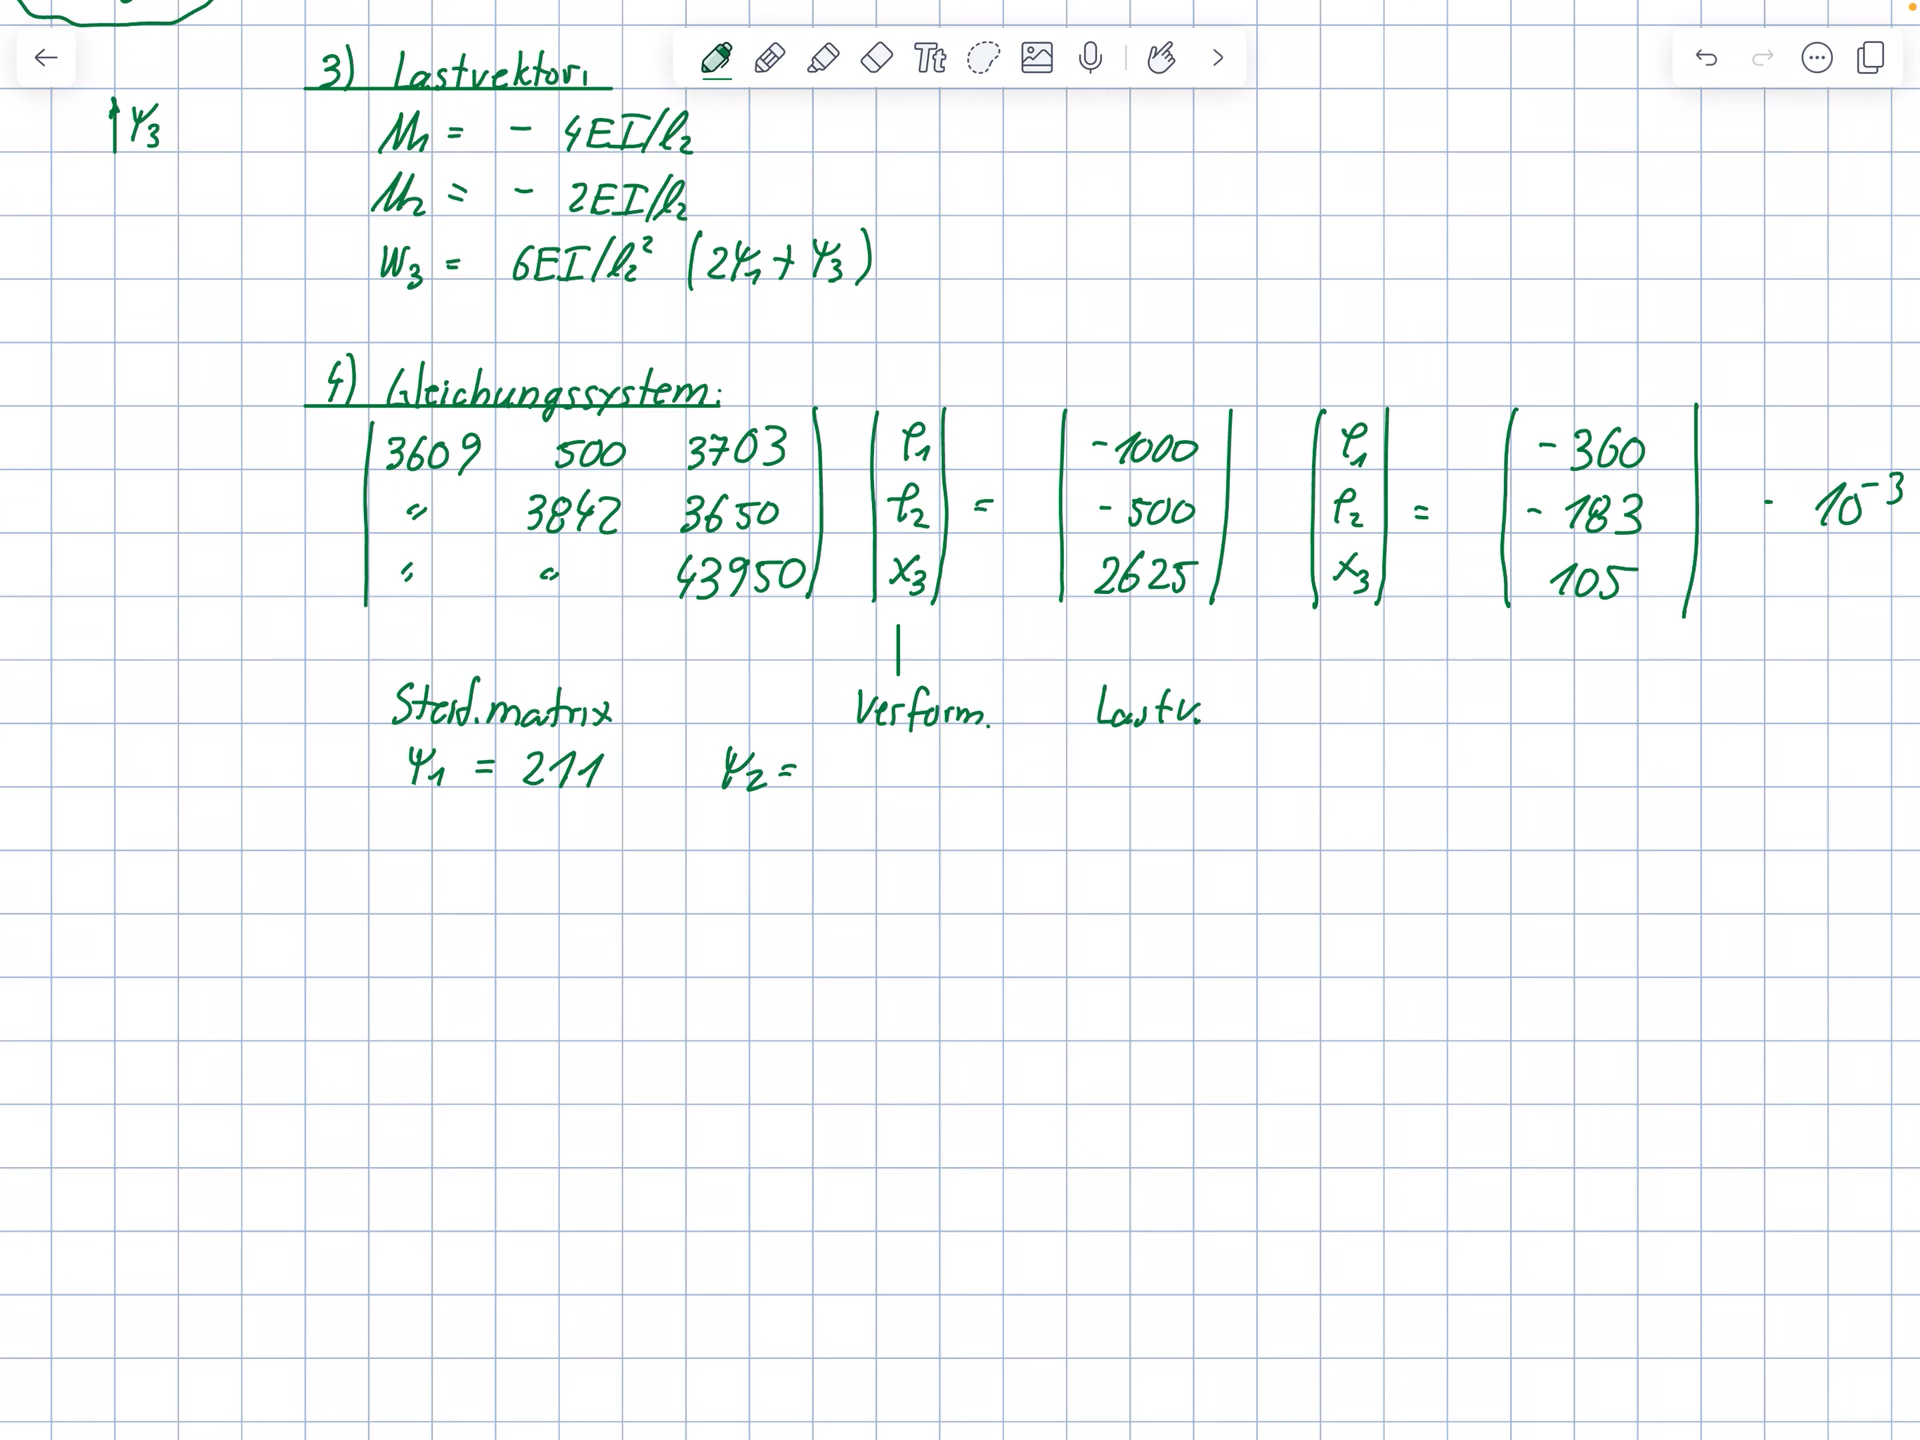 3) Lastvektor:
↑ψ₃
M₁ = - 4EI/l₂
M₂ = - 2EI/l₂
W₃ = 6EI/l₂² (2ψ₁ + ψ₃)
4) Gleichungssystem:
| 3609 500 3703 | | φ₁ | | -1000 | | φ₁ | | -360 |
| " 3842 3650 | | φ₂ | = | -500 | | φ₂ | = | -183 | · 10⁻³
| " " 43950 | | x₃ | | 2625 | | x₃ | | 105 |
Steif.matrix Verform. Lastv.
ψ₁ = 211 ψ₂ =
Tt